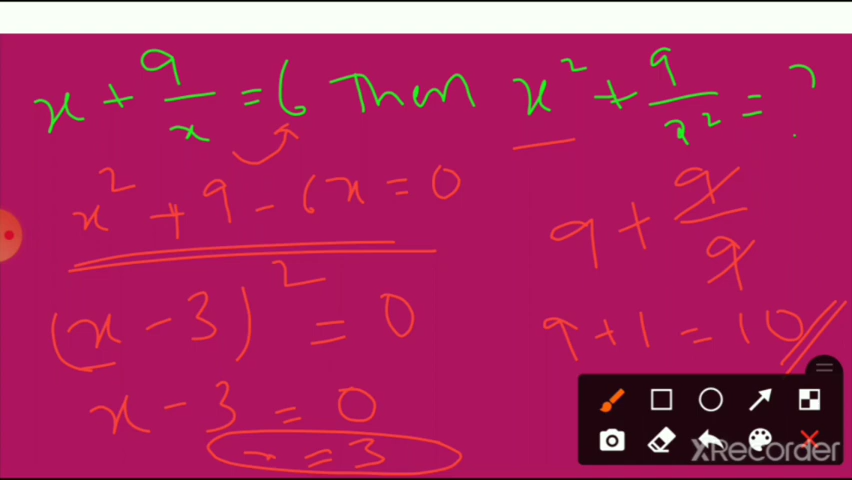 x + 9/x = 6 Then x² + 9/x² = ?
x² + 9 - 6x = 0
9 + 9/9
(x - 3)² = 0
9 + 1 = 10
x - 3 = 0
x = 3
XRecorder